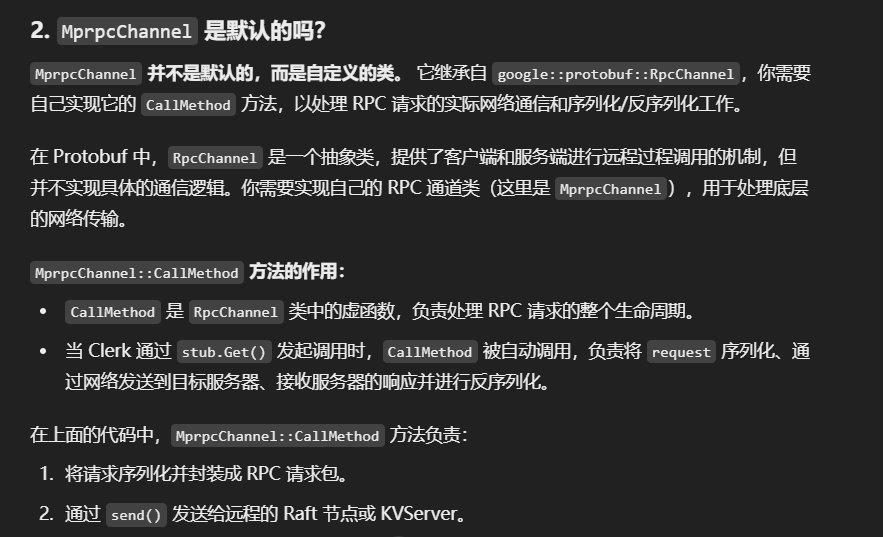 2. MprpcChannel 是默认的吗？
MprpcChannel 并不是默认的，而是自定义的类。 它继承自 google::protobuf::RpcChannel，你需要
自己实现它的 CallMethod 方法，以处理 RPC 请求的实际网络通信和序列化/反序列化工作。
在 Protobuf 中，RpcChannel 是一个抽象类，提供了客户端和服务端进行远程过程调用的机制，但
并不实现具体的通信逻辑。你需要实现自己的 RPC 通道类（这里是 MprpcChannel），用于处理底层
的网络传输。
MprpcChannel::CallMethod 方法的作用：
• CallMethod 是 RpcChannel 类中的虚函数，负责处理 RPC 请求的整个生命周期。
• 当 Clerk 通过 stub.Get() 发起调用时，CallMethod 被自动调用，负责将 request 序列化、通
过网络发送到目标服务器、接收服务器的响应并进行反序列化。
在上面的代码中，MprpcChannel::CallMethod 方法负责：
1. 将请求序列化并封装成 RPC 请求包。
2. 通过 send() 发送给远程的 Raft 节点或 KVServer。